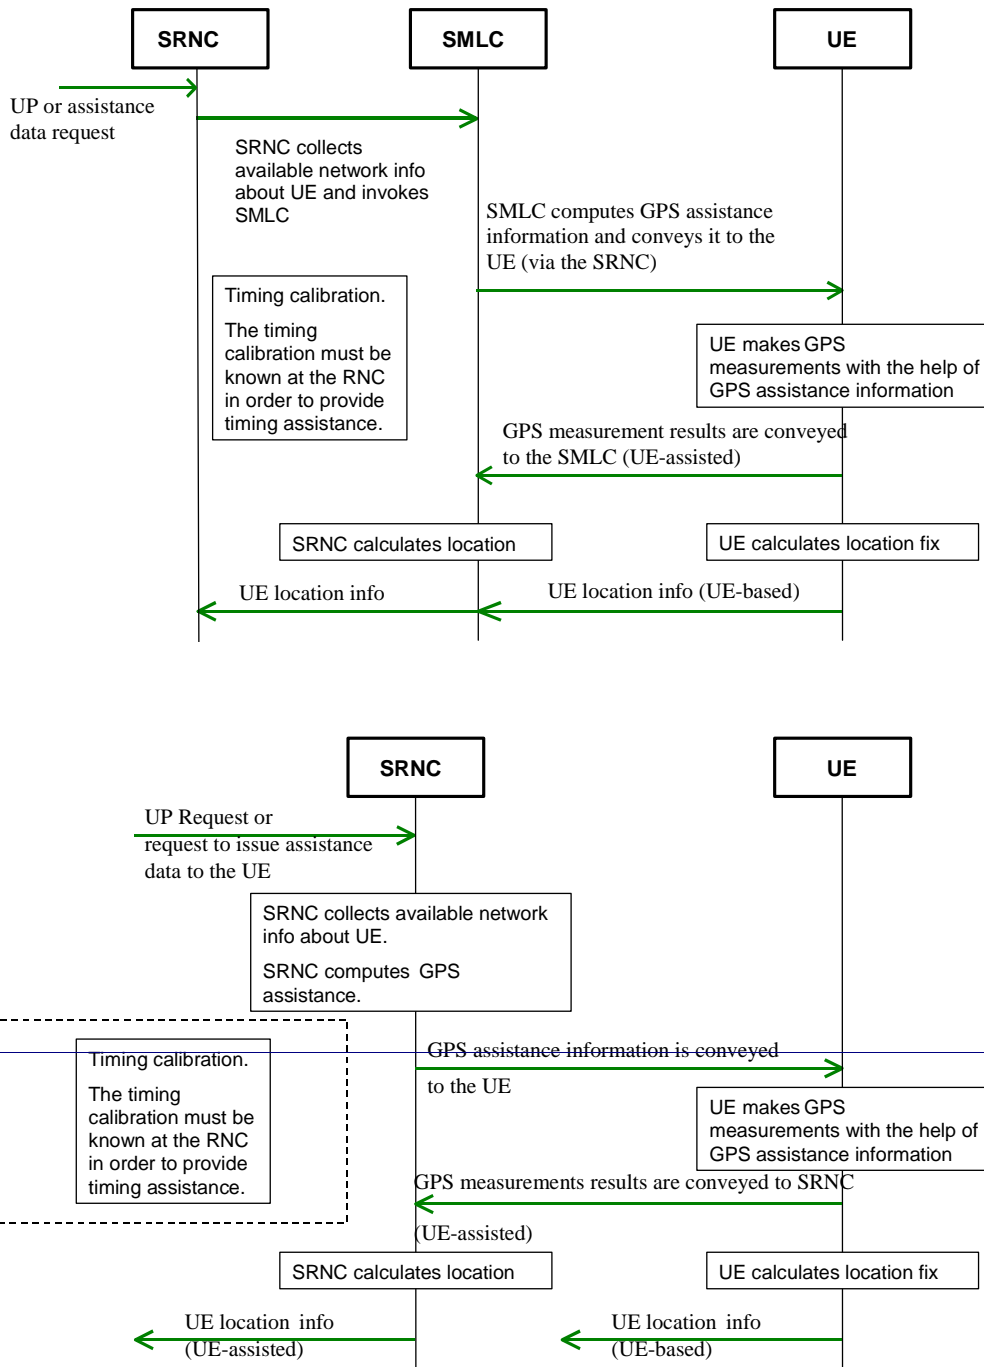 SRNC
SMLC
UE
UP or assistance
data request
SRNC collects
available network info
about UE and invokes
SMLC
SMLC computes GPS assistance
information and conveys it to the
UE (via the SRNC)
Timing calibration.
The timing
calibration must be
known at the RNC
in order to provide
timing assistance.
UE makes GPS
measurements with the help of
GPS assistance information
GPS measurement results are conveyed
to the SMLC (UE-assisted)
SRNC calculates location
UE calculates location fix
UE location info
UE location info (UE-based)
SRNC
UE
UP Request or
request to issue assistance
data to the UE
SRNC collects available network
info about UE.
SRNC computes GPS
assistance.
Timing calibration.
The timing
calibration must be
known at the RNC
in order to provide
timing assistance.
GPS assistance information is conveyed
to the UE
UE makes GPS
measurements with the help of
GPS assistance information
GPS measurements results are conveyed to SRNC
(UE-assisted)
SRNC calculates location
UE calculates location fix
UE location info
(UE-assisted)
UE location info
(UE-based)